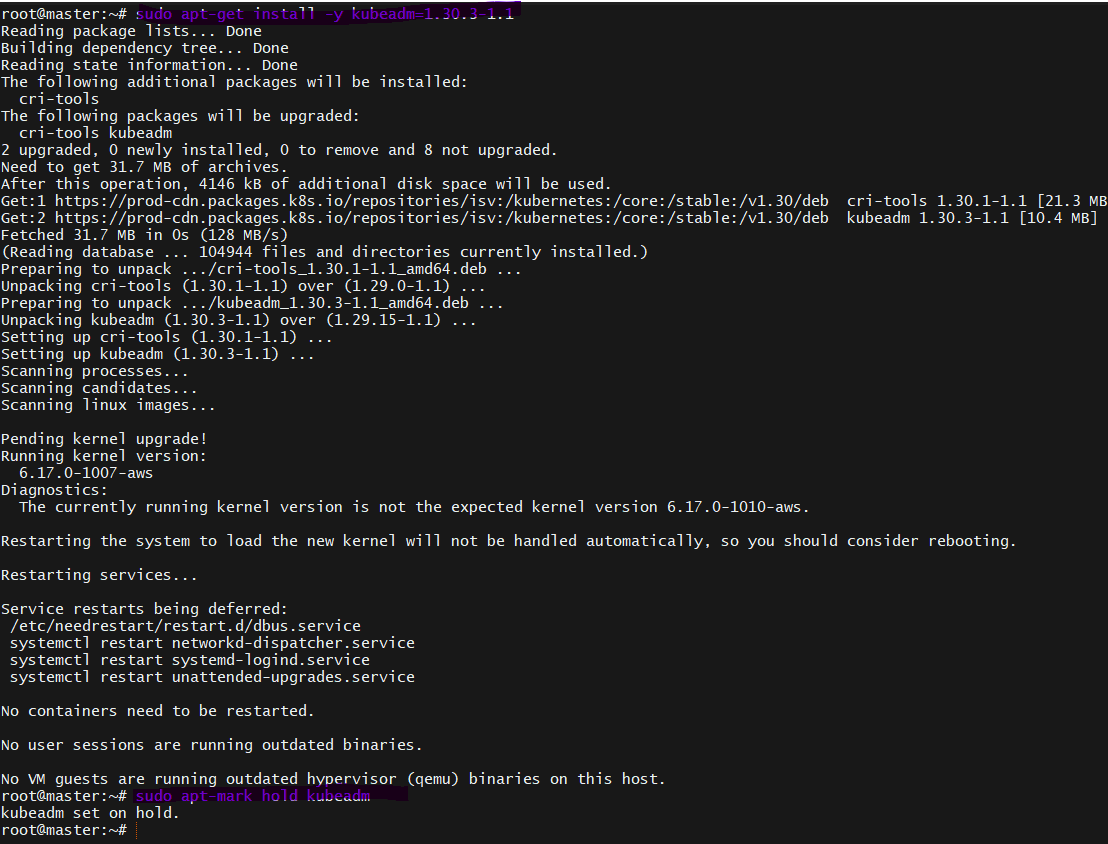 root@master:~# sudo apt-get install -y kubeadm=1.30.3-1.1
Reading package lists... Done
Building dependency tree... Done
Reading state information... Done
The following additional packages will be installed:
  cri-tools
The following packages will be upgraded:
  cri-tools kubeadm
2 upgraded, 0 newly installed, 0 to remove and 8 not upgraded.
Need to get 31.7 MB of archives.
After this operation, 4146 kB of additional disk space will be used.
Get:1 https://prod-cdn.packages.k8s.io/repositories/isv:/kubernetes:/core:/stable:/v1.30/deb  cri-tools 1.30.1-1.1 [21.3 MB
Get:2 https://prod-cdn.packages.k8s.io/repositories/isv:/kubernetes:/core:/stable:/v1.30/deb  kubeadm 1.30.3-1.1 [10.4 MB]
Fetched 31.7 MB in 0s (128 MB/s)
(Reading database ... 104944 files and directories currently installed.)
Preparing to unpack .../cri-tools_1.30.1-1.1_amd64.deb ...
Unpacking cri-tools (1.30.1-1.1) over (1.29.0-1.1) ...
Preparing to unpack .../kubeadm_1.30.3-1.1_amd64.deb ...
Unpacking kubeadm (1.30.3-1.1) over (1.29.15-1.1) ...
Setting up cri-tools (1.30.1-1.1) ...
Setting up kubeadm (1.30.3-1.1) ...
Scanning processes...
Scanning candidates...
Scanning linux images...

Pending kernel upgrade!
Running kernel version:
  6.17.0-1007-aws
Diagnostics:
  The currently running kernel version is not the expected kernel version 6.17.0-1010-aws.

Restarting the system to load the new kernel will not be handled automatically, so you should consider rebooting.

Restarting services...

Service restarts being deferred:
 /etc/needrestart/restart.d/dbus.service
 systemctl restart networkd-dispatcher.service
 systemctl restart systemd-logind.service
 systemctl restart unattended-upgrades.service

No containers need to be restarted.

No user sessions are running outdated binaries.

No VM guests are running outdated hypervisor (qemu) binaries on this host.
root@master:~# sudo apt-mark hold kubeadm
kubeadm set on hold.
root@master:~#